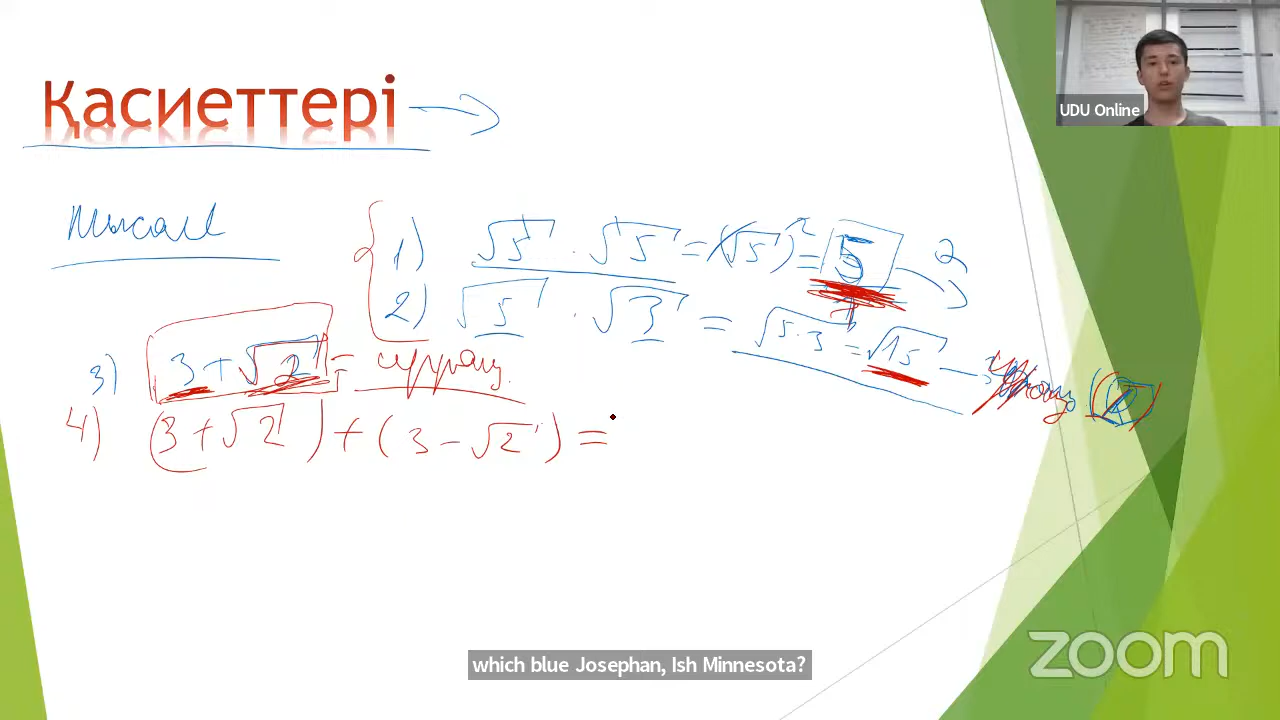 Қасиеттері
UDU Online
Мысал
1) √5 · √5 = (√5)² = 5
2
2) √5 · √3 = √5·3 = √15
3) 3 + √2 =
4) (3 + √2) + (3 − √2) =
which blue Josephan, Ish Minnesota?
zoom